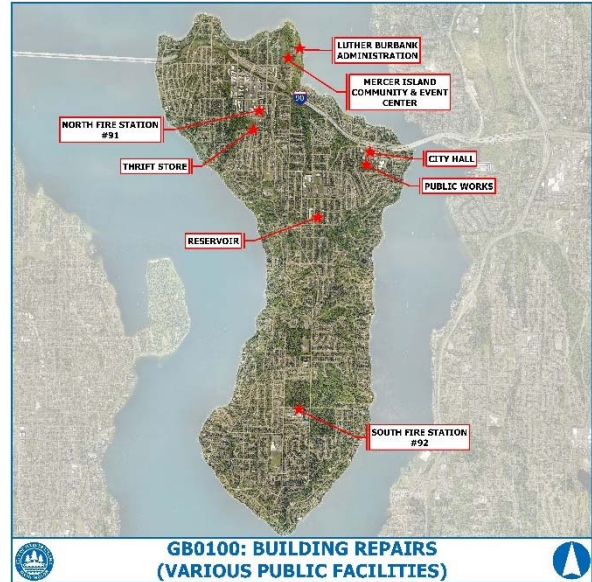 LUTHER BURBANK
ADMINISTRATION
MERCER ISLAND
COMMUNITY & EVENT
CENTER
90
NORTH FIRE STATION
#91
THRIFT STORE
CITY HALL
PUBLIC WORKS
RESERVOIR
SOUTH FIRE STATION
#92
GB0100: BUILDING REPAIRS
(VARIOUS PUBLIC FACILITIES)